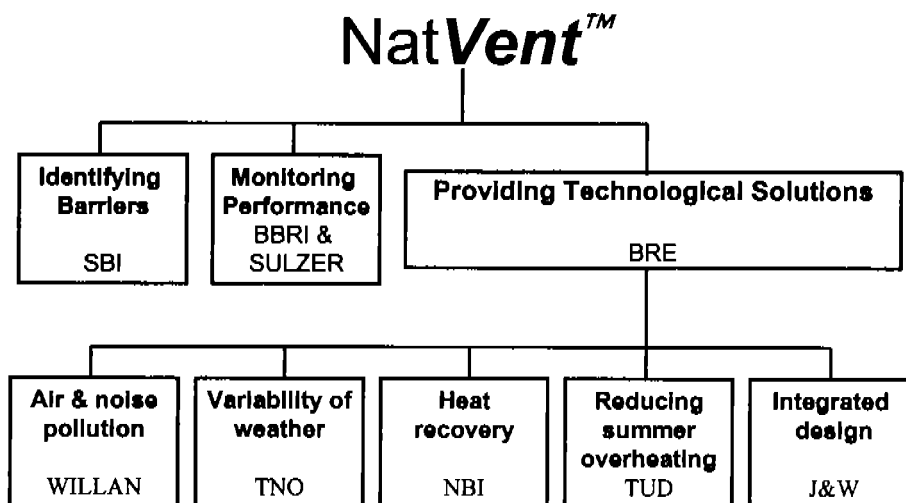 NatVent™
Identifying
Barriers
SBI
Monitoring
Performance
BBRI &
SULZER
Providing Technological Solutions
BRE
Air & noise
pollution
WILLAN
Variability of
weather
TNO
Heat
recovery
NBI
Reducing
summer
overheating
TUD
Integrated
design
J&W